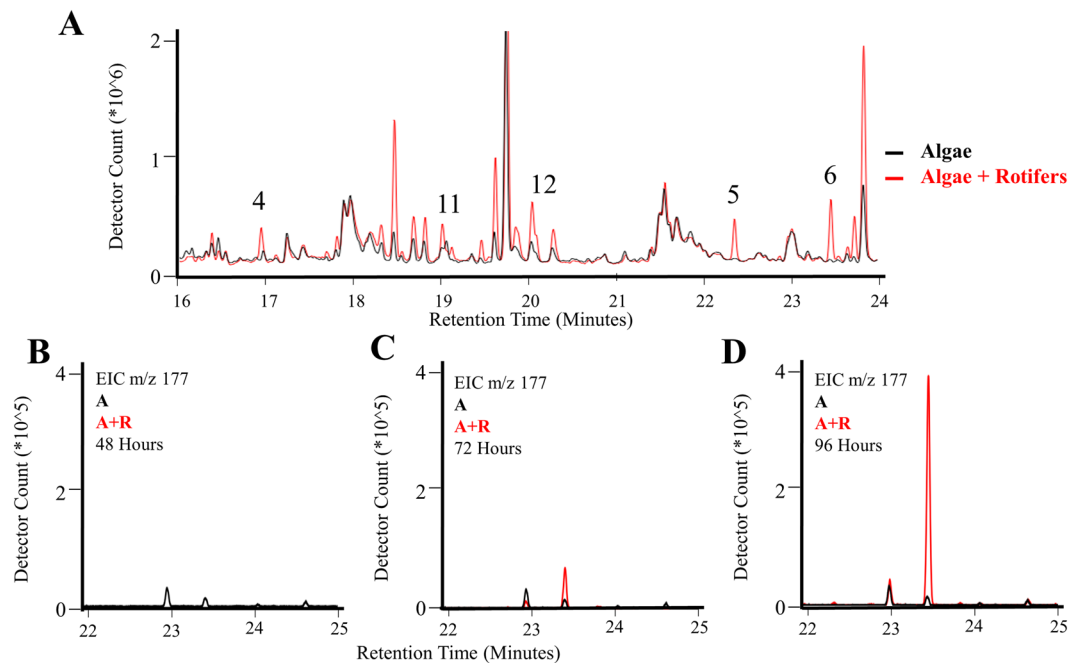 A
Detector Count (*10^6)
2
1
0
4
11
12
5
6
Algae
Algae + Rotifers
16 17 18 19 20 21 22 23 24
Retention Time (Minutes)
B
Detector Count (*10^5)
4
2
0
EIC m/z 177
A
A+R
48 Hours
22 23 24 25
C
Detector Count (*10^5)
4
2
0
EIC m/z 177
A
A+R
72 Hours
22 23 24 25
D
Detector Count (*10^5)
4
2
0
EIC m/z 177
A
A+R
96 Hours
22 23 24 25
Retention Time (Minutes)